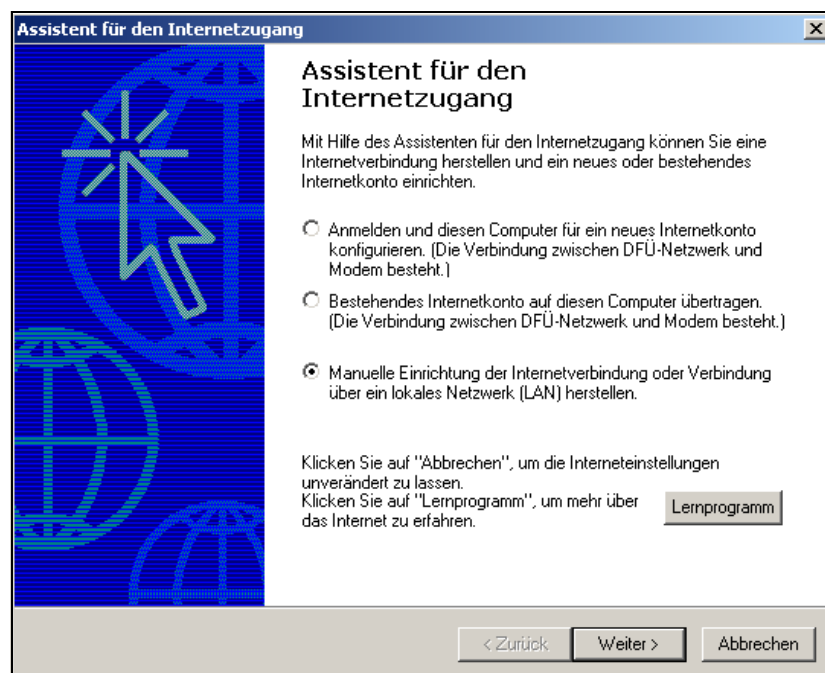 Assistent für den Internetzugang
Assistent für den
Internetzugang
Mit Hilfe des Assistenten für den Internetzugang können Sie eine
Internetverbindung herstellen und ein neues oder bestehendes
Internetkonto einrichten.
Anmelden und diesen Computer für ein neues Internetkonto
konfigurieren. (Die Verbindung zwischen DFÜ-Netzwerk und
Modem besteht.)
Bestehendes Internetkonto auf diesen Computer übertragen.
(Die Verbindung zwischen DFÜ-Netzwerk und Modem besteht.)
Manuelle Einrichtung der Internetverbindung oder Verbindung
über ein lokales Netzwerk (LAN) herstellen.
Klicken Sie auf "Abbrechen", um die Interneteinstellungen
unverändert zu lassen.
Klicken Sie auf "Lernprogramm", um mehr über
das Internet zu erfahren.
Lernprogramm
< Zurück
Weiter >
Abbrechen